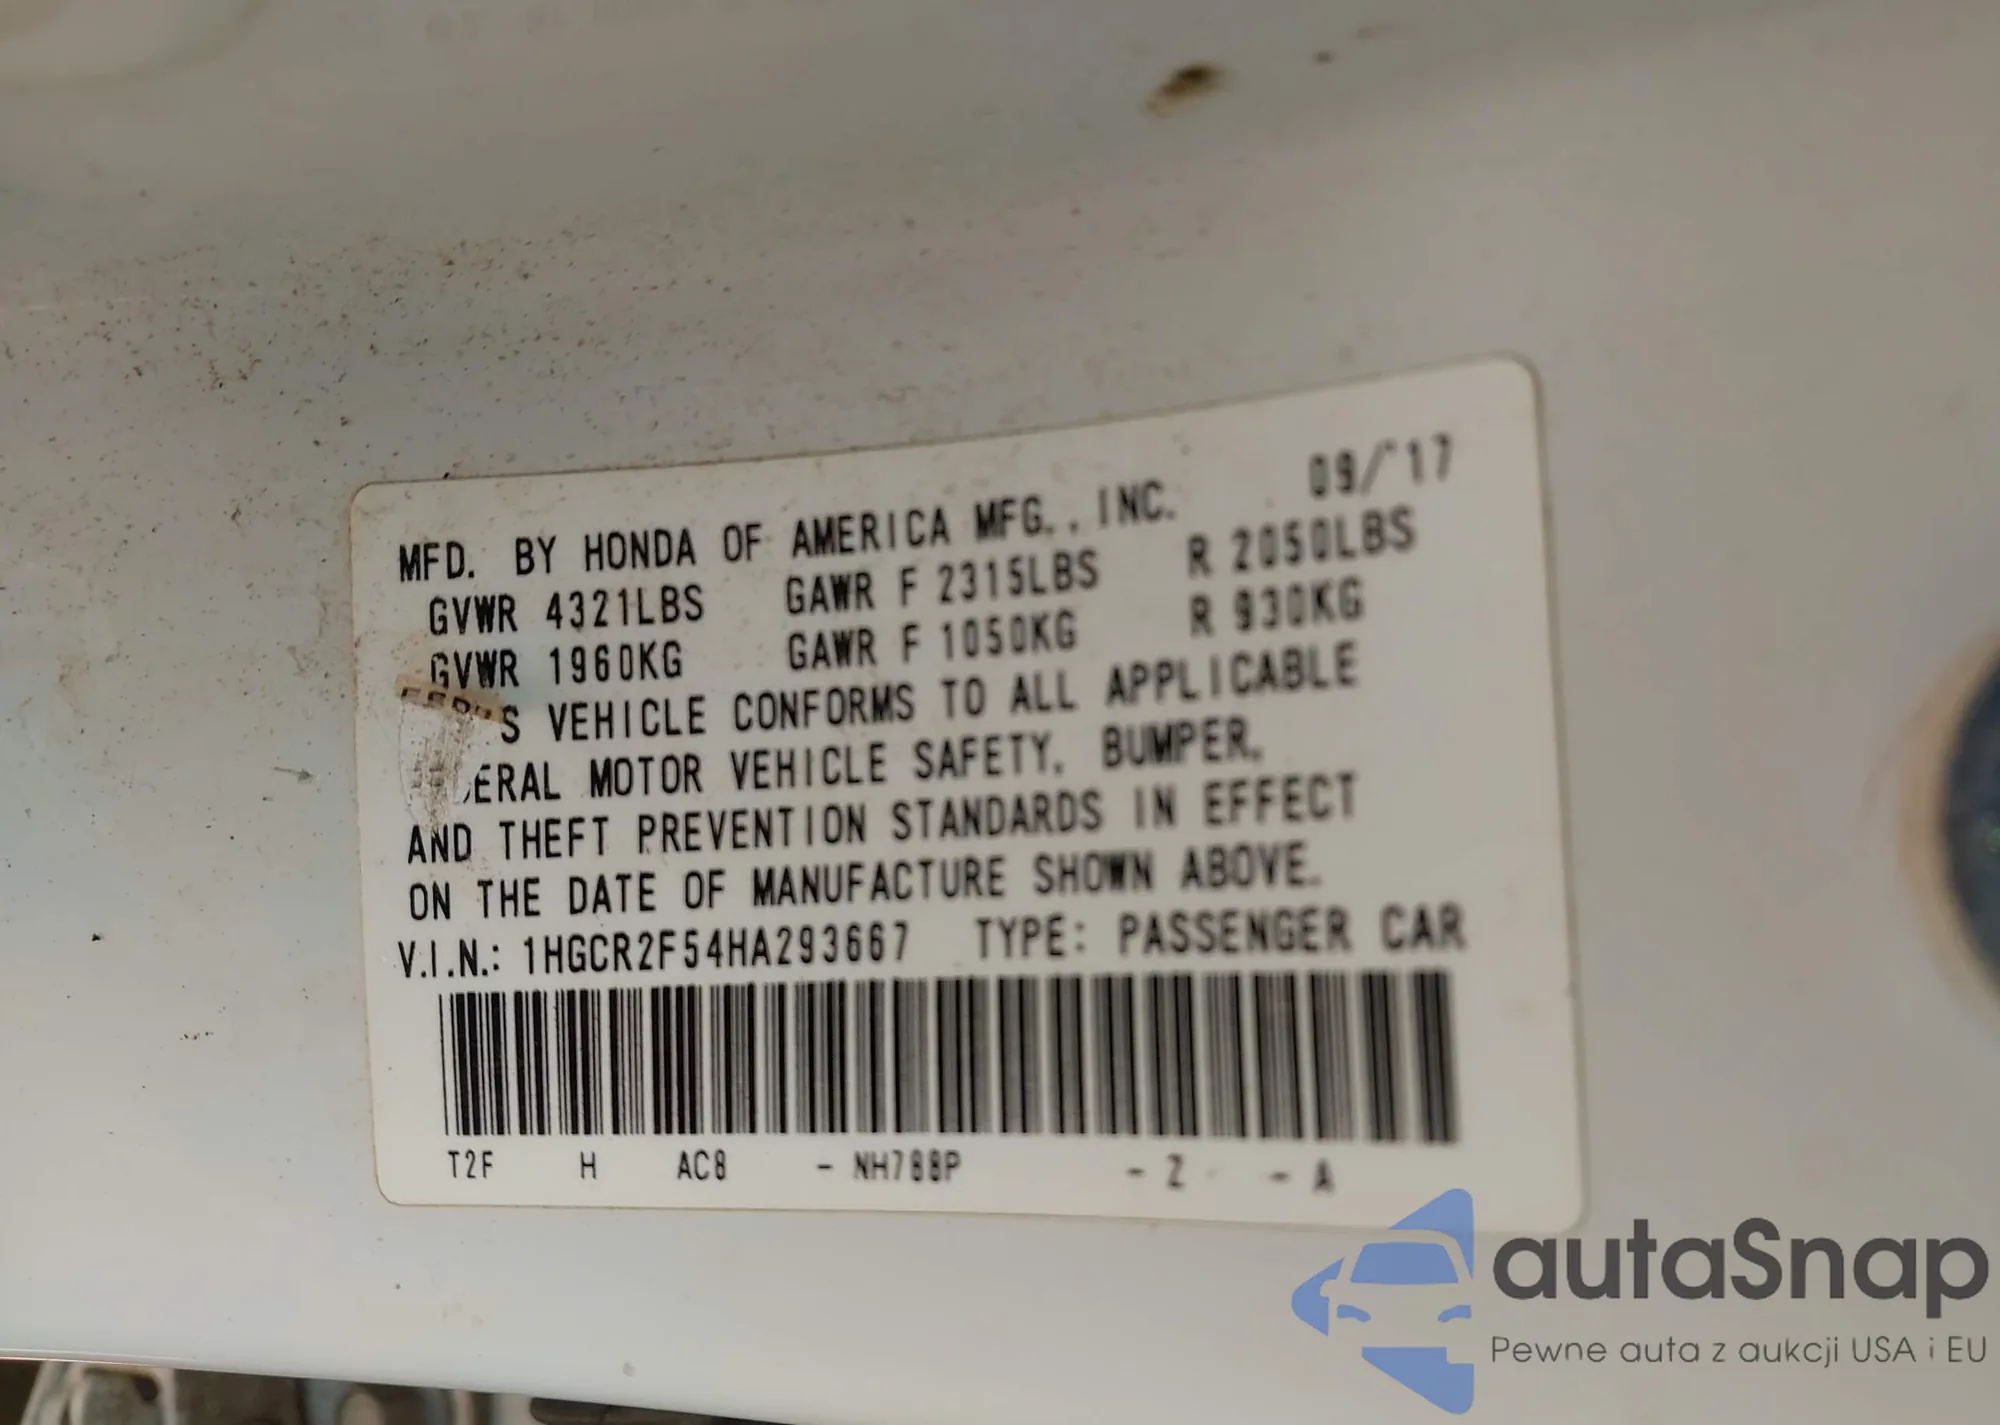 MFD. BY HONDA OF AMERICA MFG., INC. 09/'17
GVWR 4321LBS GAWR F 2315LBS R 2050LBS
GVWR 1960KG GAWR F 1050KG R 930KG
S VEHICLE CONFORMS TO ALL APPLICABLE
ERAL MOTOR VEHICLE SAFETY, BUMPER,
AND THEFT PREVENTION STANDARDS IN EFFECT
ON THE DATE OF MANUFACTURE SHOWN ABOVE.
V.I.N.: 1HGCR2F54HA293667 TYPE: PASSENGER CAR
T2F H AC8 - NH788P - Z - A
autaSnap
Pewne auta z aukcji USA i EU